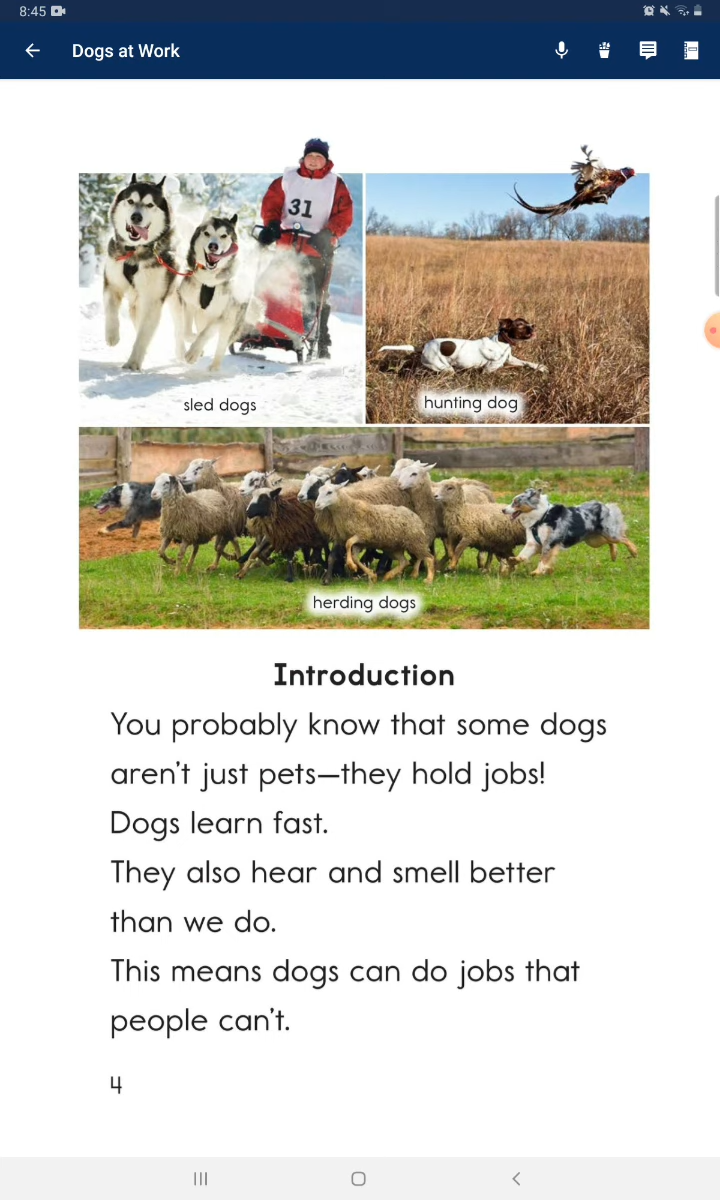 8:45
Dogs at Work
31
sled dogs
hunting dog
herding dogs
Introduction
You probably know that some dogs
aren't just pets—they hold jobs!
Dogs learn fast.
They also hear and smell better
than we do.
This means dogs can do jobs that
people can't.
4